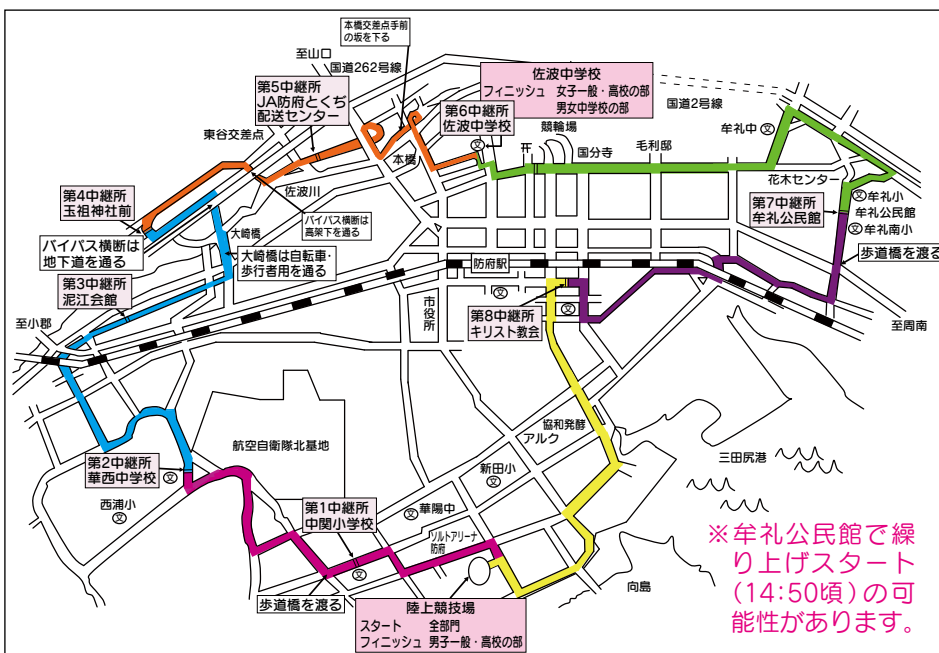 本橋交差点手前
の坂を下る
至山口
国道262号線
第5中継所
JA防府とくぢ
配送センター
佐波中学校
フィニッシュ 女子一般・高校の部
男女中学校の部
国道2号線
東谷交差点
第6中継所
佐波中学校
文
競輪場
国分寺
毛利邸
牟礼中
文
本橋
佐波川
第4中継所
玉祖神社前
バイパス横断は
高架下を通る
花木センター
第7中継所
牟礼公民館
文
牟礼小
牟礼公民館
文
牟礼南小
バイパス横断は
地下道を通る
大崎橋
大崎橋は自転車・
歩行者用を通る
歩道橋を渡る
第3中継所
泥江会館
防府駅
文
市役所
第8中継所
キリスト教会
文
至小郡
至周南
航空自衛隊北基地
協和発酵
アルク
三田尻港
第2中継所
華西中学校
文
新田小
文
西浦小
文
第1中継所
中関小学校
文
華陽中
文
ソルトアリーナ
防府
歩道橋を渡る
向島
陸上競技場
スタート 全部門
フィニッシュ 男子一般・高校の部
※牟礼公民館で繰
り上げスタート
(14:50頃)の可
能性があります。